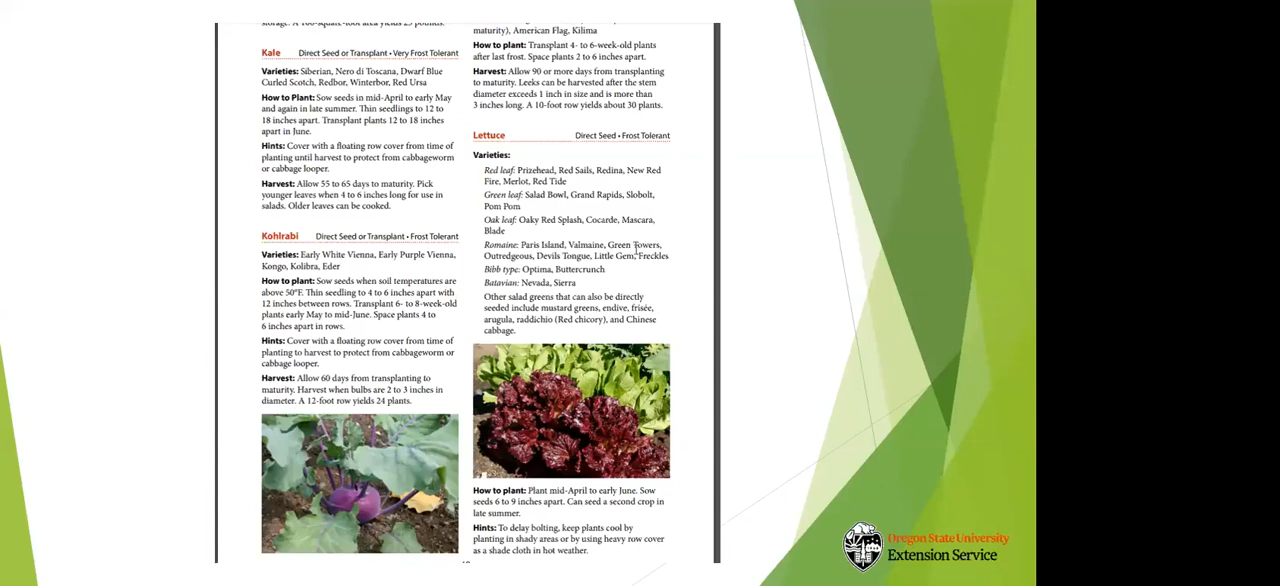 storage. A 100-square-foot area yields 25 pounds.
Kale Direct Seed or Transplant • Very Frost Tolerant
Varieties: Siberian, Nero di Toscana, Dwarf Blue
Curled Scotch, Redbor, Winterbor, Red Ursa
How to Plant: Sow seeds in mid-April to early May
and again in late summer. Thin seedlings to 12 to
18 inches apart. Transplant plants 12 to 18 inches
apart in June.
Hints: Cover with a floating row cover from time of
planting until harvest to protect from cabbageworm
or cabbage looper.
Harvest: Allow 55 to 65 days to maturity. Pick
younger leaves when 4 to 6 inches long for use in
salads. Older leaves can be cooked.
Kohlrabi Direct Seed or Transplant • Frost Tolerant
Varieties: Early White Vienna, Early Purple Vienna,
Kongo, Kolibra, Eder
How to plant: Sow seeds when soil temperatures are
above 50°F. Thin seedling to 4 to 6 inches apart with
12 inches between rows. Transplant 6- to 8-week-old
plants early May to mid-June. Space plants 4 to
6 inches apart in rows.
Hints: Cover with a floating row cover from time of
planting to harvest to protect from cabbageworm or
cabbage looper.
Harvest: Allow 60 days from transplanting to
maturity. Harvest when bulbs are 2 to 3 inches in
diameter. A 12-foot row yields 24 plants.
maturity), American Flag, Kilima
How to plant: Transplant 4- to 6-week-old plants
after last frost. Space plants 2 to 6 inches apart.
Harvest: Allow 90 or more days from transplanting
to maturity. Leeks can be harvested after the stem
diameter exceeds 1 inch in size and is more than
3 inches long. A 10-foot row yields about 30 plants.
Lettuce Direct Seed • Frost Tolerant
Varieties:
Red leaf: Prizehead, Red Sails, Redina, New Red
Fire, Merlot, Red Tide
Green leaf: Salad Bowl, Grand Rapids, Slobolt,
Pom Pom
Oak leaf: Oaky Red Splash, Cocarde, Mascara,
Blade
Romaine: Paris Island, Valmaine, Green Towers,
Outredgeous, Devils Tongue, Little Gem, Freckles
Bibb type: Optima, Buttercrunch
Batavian: Nevada, Sierra
Other salad greens that can also be directly
seeded include mustard greens, endive, frisée,
arugula, raddichio (Red chicory), and Chinese
cabbage.
How to plant: Plant mid-April to early June. Sow
seeds 6 to 9 inches apart. Can seed a second crop in
late summer.
Hints: To delay bolting, keep plants cool by
planting in shady areas or by using heavy row cover
as a shade cloth in hot weather.
Oregon State University
Extension Service